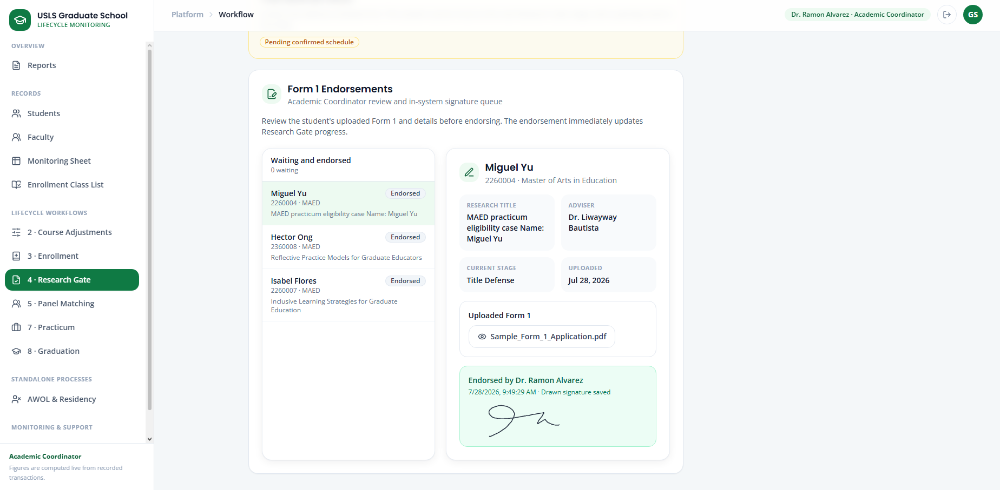 USLS Graduate School
LIFECYCLE MONITORING
OVERVIEW
Reports
RECORDS
Students
Faculty
Monitoring Sheet
Enrollment Class List
LIFECYCLE WORKFLOWS
2 · Course Adjustments
3 · Enrollment
4 · Research Gate
5 · Panel Matching
7 · Practicum
8 · Graduation
STANDALONE PROCESSES
AWOL & Residency
MONITORING & SUPPORT
Academic Coordinator
Figures are computed live from recorded
transactions.
Platform > Workflow
Dr. Ramon Alvarez · Academic Coordinator
GS
Pending confirmed schedule
Form 1 Endorsements
Academic Coordinator review and in-system signature queue
Review the student's uploaded Form 1 and details before endorsing. The endorsement immediately updates
Research Gate progress.
Waiting and endorsed
0 waiting
Miguel Yu Endorsed
2260004 · MAED
MAED practicum eligibility case Name: Miguel Yu
Hector Ong Endorsed
2360008 · MAED
Reflective Practice Models for Graduate Educators
Isabel Flores Endorsed
2260007 · MAED
Inclusive Learning Strategies for Graduate
Education
Miguel Yu
2260004 · Master of Arts in Education
RESEARCH TITLE
MAED practicum
eligibility case Name:
Miguel Yu
ADVISER
Dr. Liwayway
Bautista
CURRENT STAGE
Title Defense
UPLOADED
Jul 28, 2026
Uploaded Form 1
Sample_Form_1_Application.pdf
Endorsed by Dr. Ramon Alvarez
7/28/2026, 9:49:29 AM · Drawn signature saved